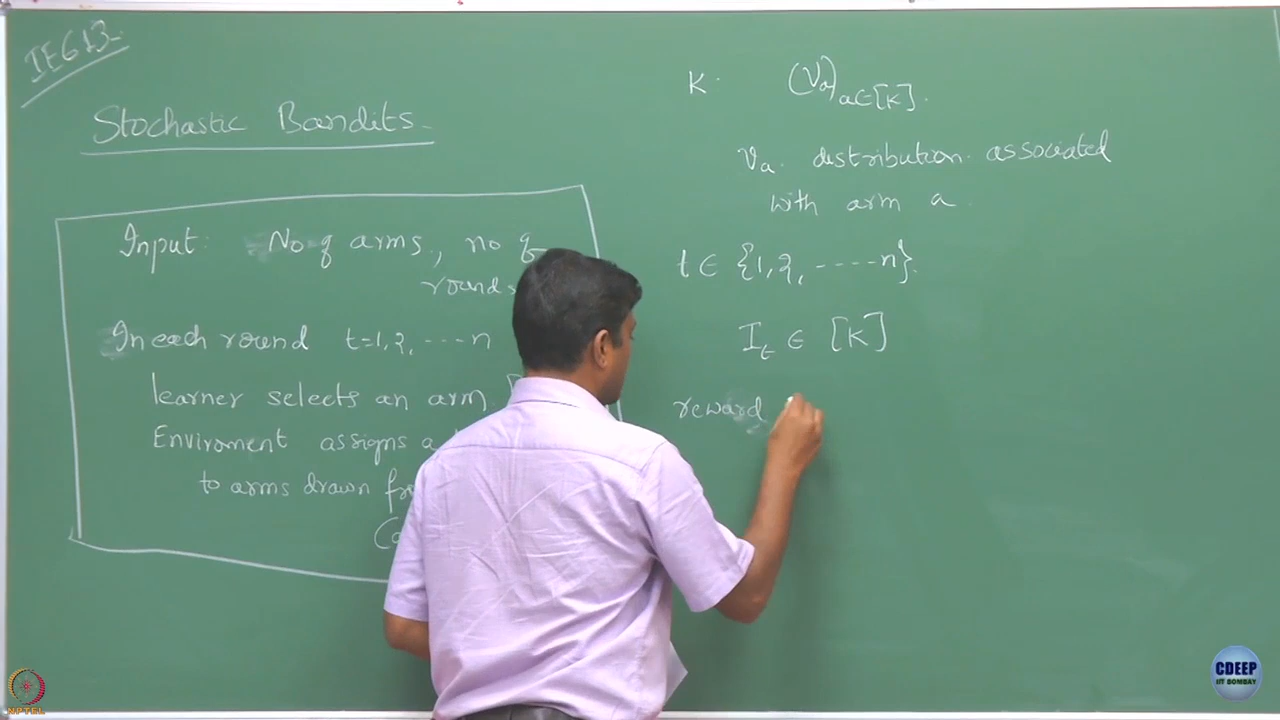 IE613
Stochastic Bandits
Input: No of arms, no of
rounds
In each round t=1,2, ---- n
learner selects an arm
Enviroment assigns a
to arms drawn
K. (ν_a)_{a∈[K]}.
ν_a. distribution. associated
with arm a.
t ∈ {1,2, ----- n}.
I_t ∈ [K]
reward
CDEEP
IIT BOMBAY
NPTEL